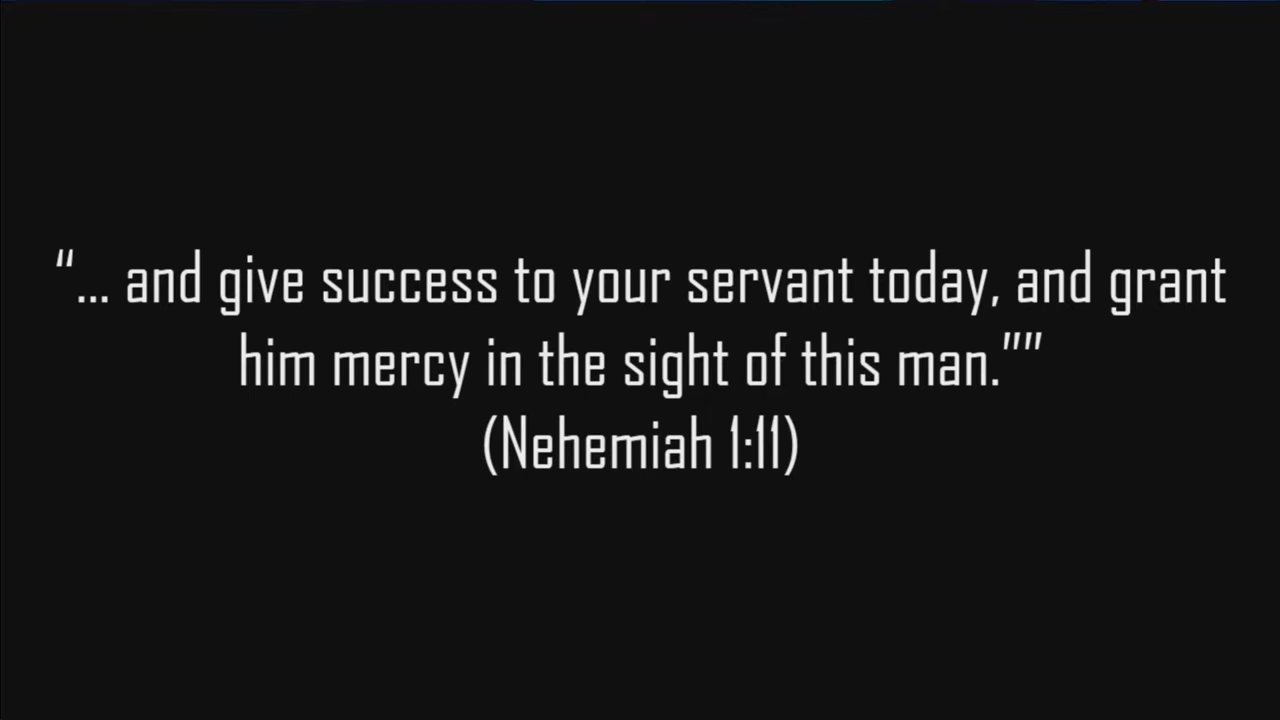 “... and give success to your servant today, and grant
him mercy in the sight of this man.””
(Nehemiah 1:11)